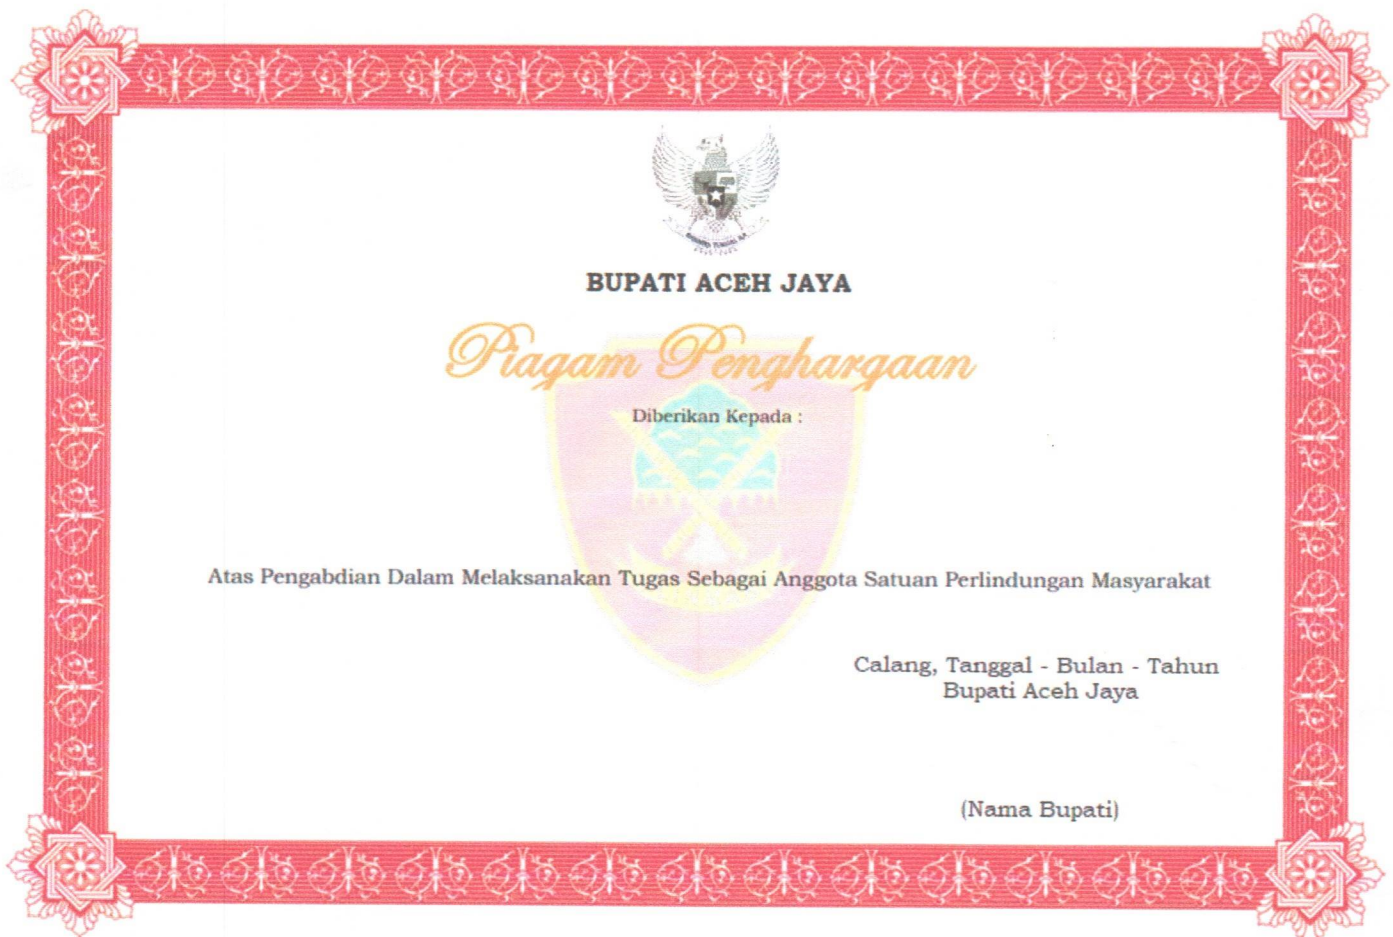 BUPATI ACEH JAYA
Piagam Penghargaan
Diberikan Kepada :
Atas Pengabdian Dalam Melaksanakan Tugas Sebagai Anggota Satuan Perlindungan Masyarakat
Calang, Tanggal - Bulan - Tahun
Bupati Aceh Jaya
(Nama Bupati)